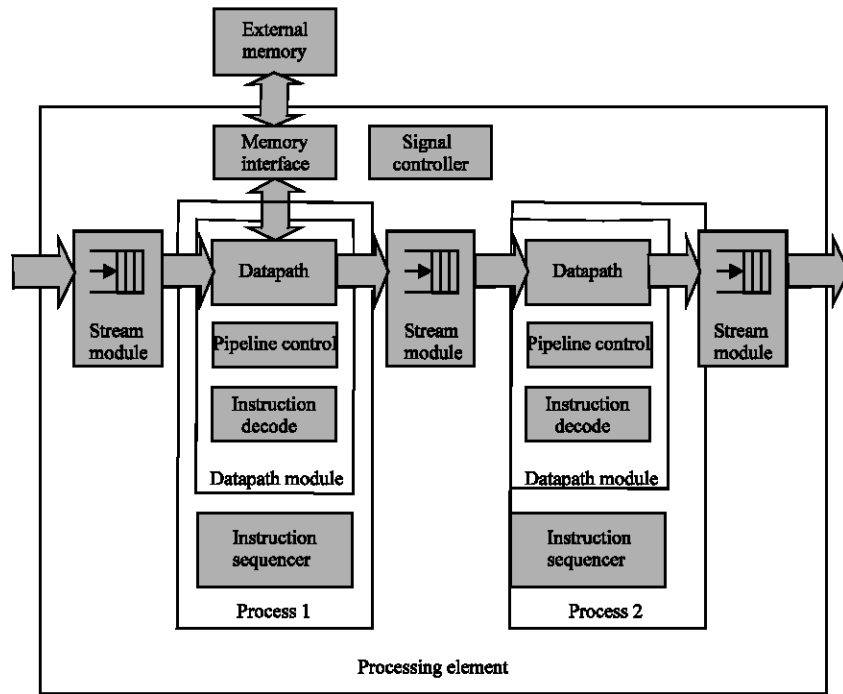 External
memory
Memory
interface
Signal
controller
Stream
module
Datapath
Pipeline control
Instruction
decode
Datapath module
Instruction
sequencer
Process 1
Stream
module
Datapath
Pipeline control
Instruction
decode
Datapath module
Instruction
sequencer
Process 2
Stream
module
Processing element